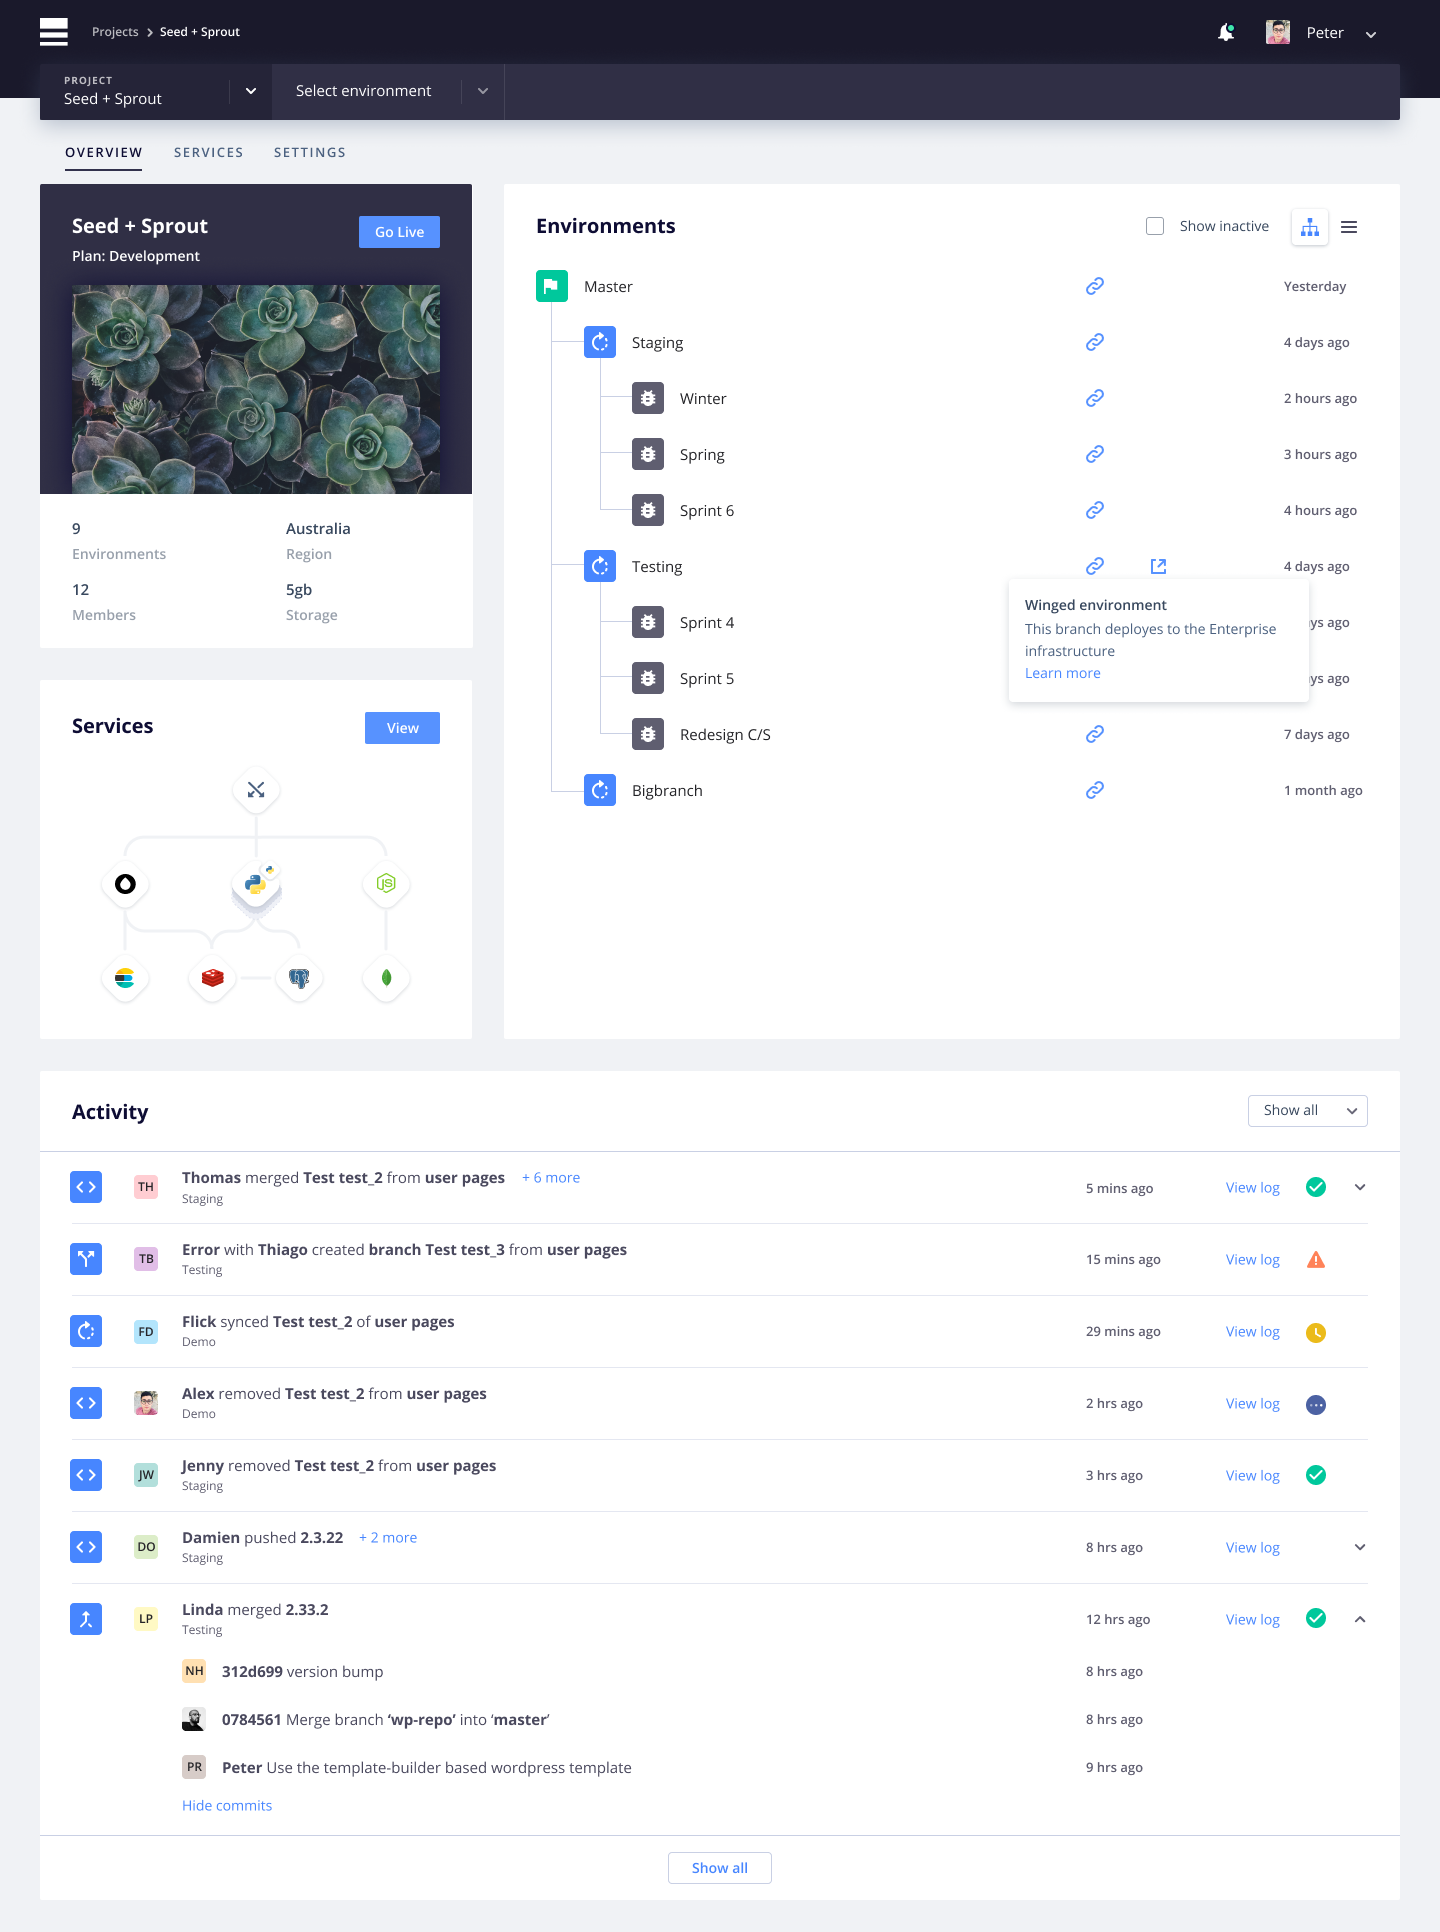 Projects > Seed + Sprout
Peter
PROJECT
Seed + Sprout
Select environment
OVERVIEW
SERVICES
SETTINGS
Seed + Sprout
Go Live
Plan: Development
9
Environments
Australia
Region
12
Members
5gb
Storage
Services
View
JS
Environments
Show inactive
Master
Yesterday
Staging
4 days ago
Winter
2 hours ago
Spring
3 hours ago
Sprint 6
4 hours ago
Testing
4 days ago
Winged environment
This branch deployes to the Enterprise
infrastructure
Learn more
Sprint 4
ys ago
Sprint 5
ys ago
Redesign C/S
7 days ago
Bigbranch
1 month ago
Activity
Show all
TH
Thomas merged Test test_2 from user pages + 6 more
Staging
5 mins ago
View log
TB
Error with Thiago created branch Test test_3 from user pages
Testing
15 mins ago
View log
FD
Flick synced Test test_2 of user pages
Demo
29 mins ago
View log
Alex removed Test test_2 from user pages
Demo
2 hrs ago
View log
JW
Jenny removed Test test_2 from user pages
Staging
3 hrs ago
View log
DO
Damien pushed 2.3.22 + 2 more
Staging
8 hrs ago
View log
LP
Linda merged 2.33.2
Testing
12 hrs ago
View log
NH
312d699 version bump
8 hrs ago
0784561 Merge branch ‘wp-repo’ into ‘master’
8 hrs ago
PR
Peter Use the template-builder based wordpress template
9 hrs ago
Hide commits
Show all